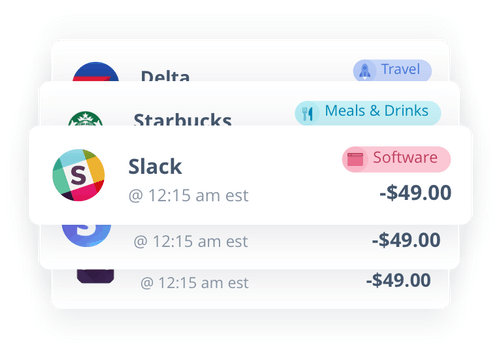 Delta
Travel
Starbucks
Meals & Drinks
S
Slack
Software
@ 12:15 am est
-$49.00
S
@ 12:15 am est
-$49.00
@ 12:15 am est
-$49.00